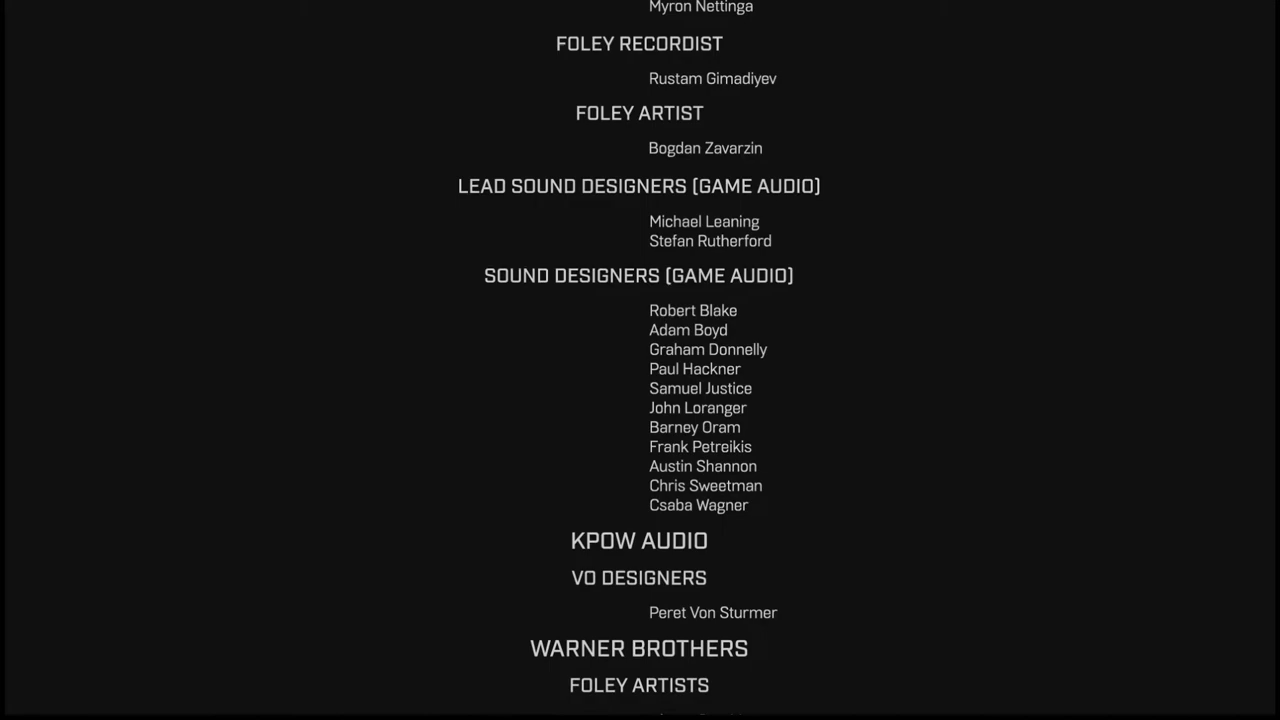 Myron Nettinga
FOLEY RECORDIST
Rustam Gimadiyev
FOLEY ARTIST
Bogdan Zavarzin
LEAD SOUND DESIGNERS (GAME AUDIO)
Michael Leaning
Stefan Rutherford
SOUND DESIGNERS (GAME AUDIO)
Robert Blake
Adam Boyd
Graham Donnelly
Paul Hackner
Samuel Justice
John Loranger
Barney Oram
Frank Petreikis
Austin Shannon
Chris Sweetman
Csaba Wagner
KPOW AUDIO
VO DESIGNERS
Peret Von Sturmer
WARNER BROTHERS
FOLEY ARTISTS